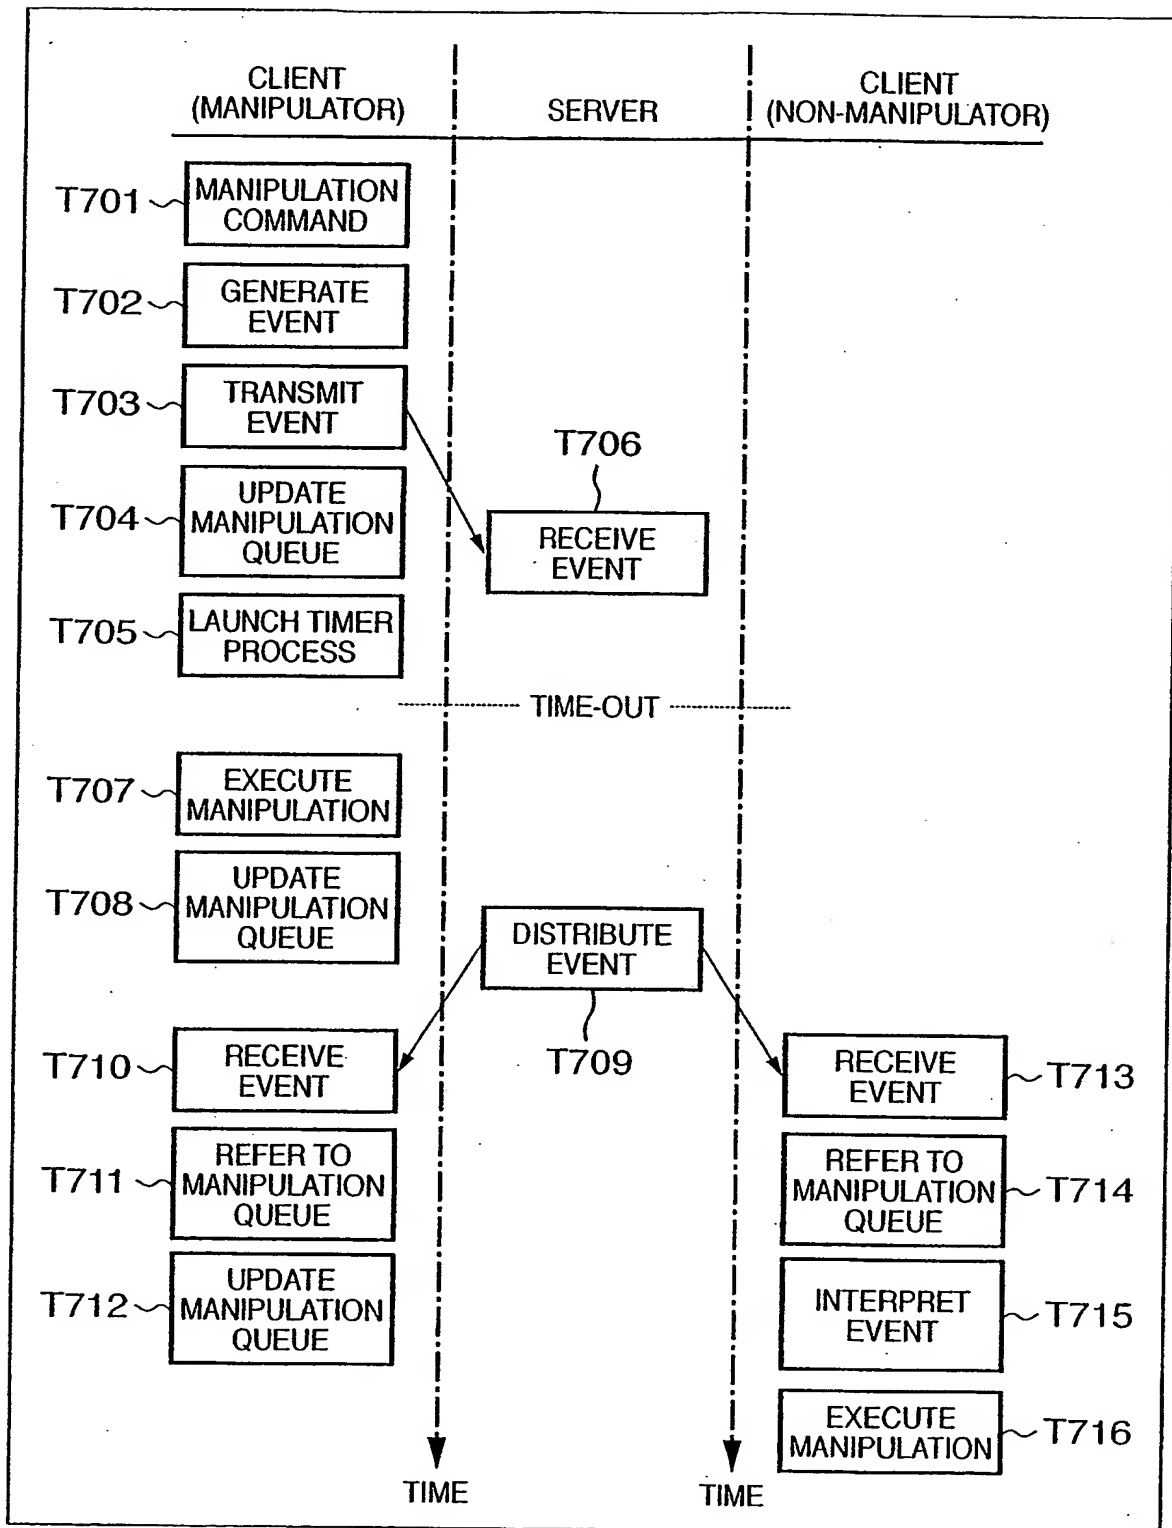 CLIENT
(MANIPULATOR)
SERVER
CLIENT
(NON-MANIPULATOR)
T701
MANIPULATION
COMMAND
T702
GENERATE
EVENT
T703
TRANSMIT
EVENT
T706
T704
UPDATE
MANIPULATION
QUEUE
RECEIVE
EVENT
T705
LAUNCH TIMER
PROCESS
TIME-OUT
T707
EXECUTE
MANIPULATION
T708
UPDATE
MANIPULATION
QUEUE
DISTRIBUTE
EVENT
T709
T710
RECEIVE
EVENT
RECEIVE
EVENT
T713
T711
REFER TO
MANIPULATION
QUEUE
REFER TO
MANIPULATION
QUEUE
T714
T712
UPDATE
MANIPULATION
QUEUE
INTERPRET
EVENT
T715
EXECUTE
MANIPULATION
T716
TIME
TIME